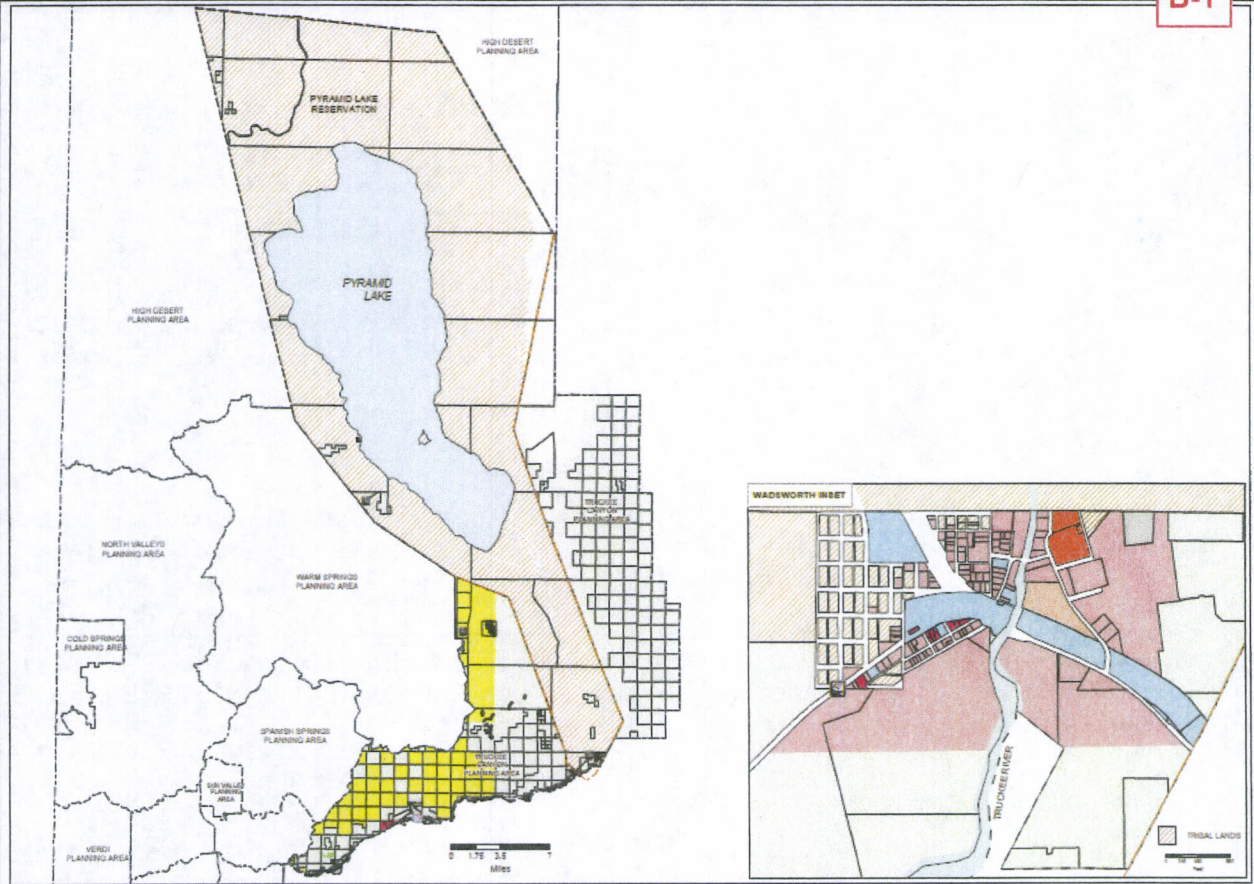 HIGH DESERT
PLANNING AREA
PYRAMID LAKE
RESERVATION
PYRAMID
LAKE
HIGH DESERT
PLANNING AREA
TRUCKEE
CANYON
PLANNING AREA
WADSWORTH INSET
NORTH VALLEYS
PLANNING AREA
WARM SPRINGS
PLANNING AREA
COLD SPRINGS
PLANNING AREA
SPANISH SPRINGS
PLANNING AREA
TRUCKEE
CANYON
PLANNING AREA
SUN VALLEY
PLANNING
AREA
VERDI
PLANNING AREA
0 1.75 3.5 7
Miles
TRUCKEE RIVER
TRIBAL LANDS
Feet